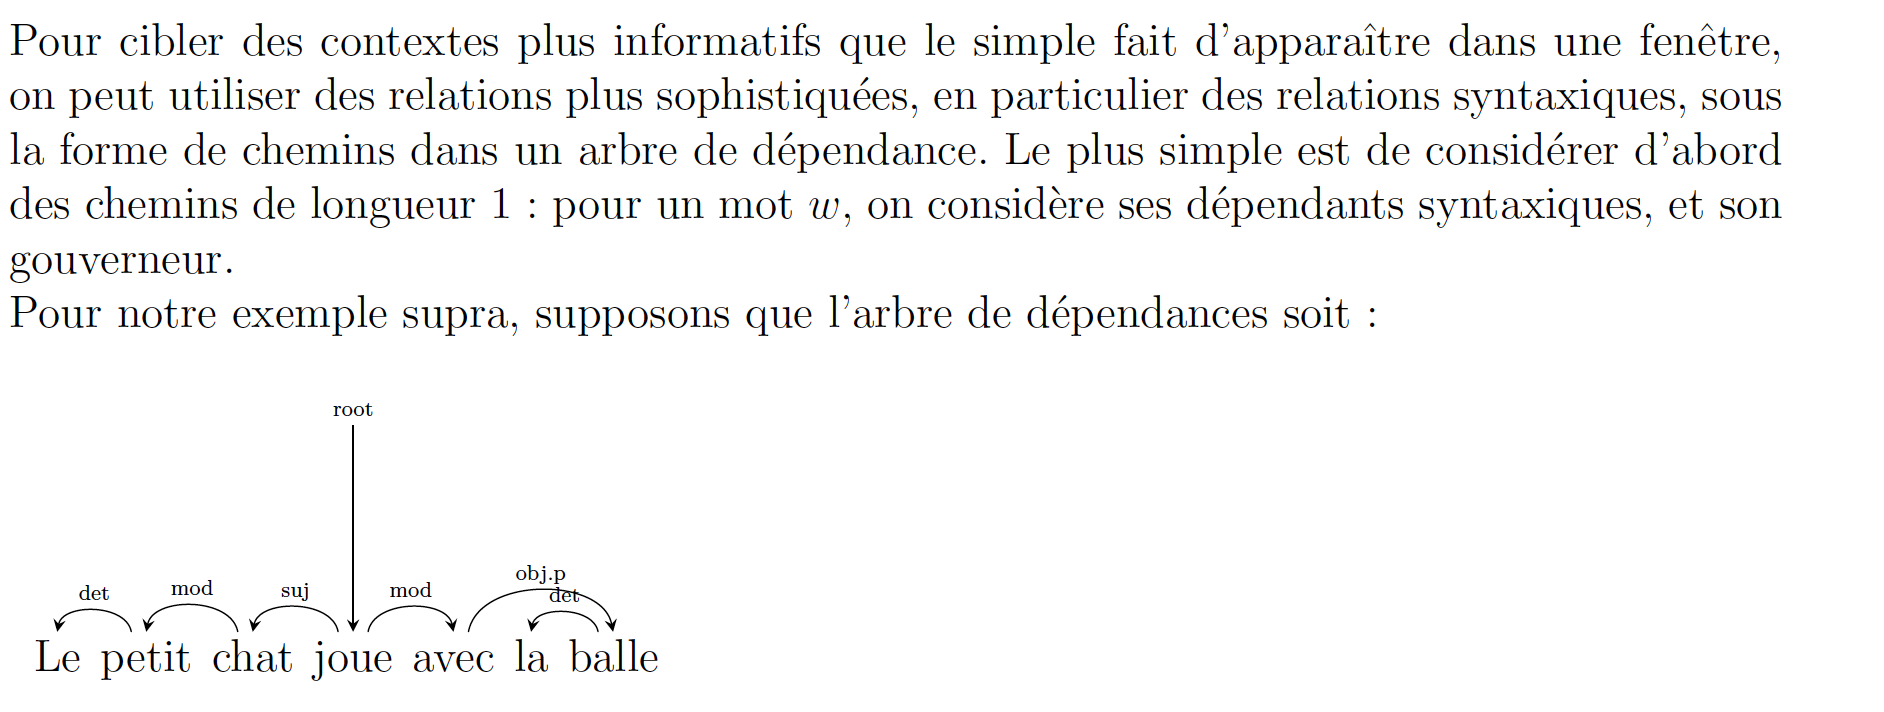 Pour cibler des contextes plus informatifs que le simple fait d'apparaître dans une fenêtre,
on peut utiliser des relations plus sophistiquées, en particulier des relations syntaxiques, sous
la forme de chemins dans un arbre de dépendance. Le plus simple est de considérer d'abord
des chemins de longueur 1 : pour un mot w, on considère ses dépendants syntaxiques, et son
gouverneur.
Pour notre exemple supra, supposons que l'arbre de dépendances soit :
root
obj.p
det mod suj mod det
Le petit chat joue avec la balle